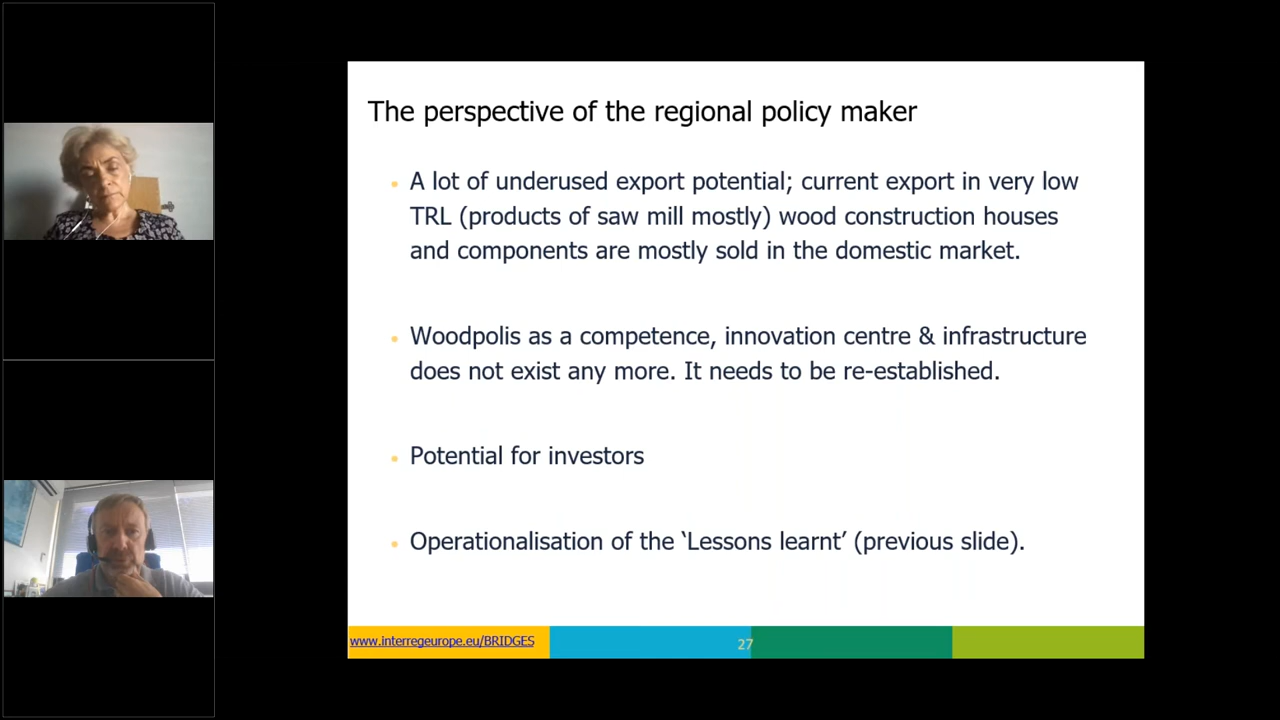 The perspective of the regional policy maker
A lot of underused export potential; current export in very low
TRL (products of saw mill mostly) wood construction houses
and components are mostly sold in the domestic market.
Woodpolis as a competence, innovation centre & infrastructure
does not exist any more. It needs to be re-established.
Potential for investors
Operationalisation of the ‘Lessons learnt’ (previous slide).
www.interregeurope.eu/BRIDGES
27